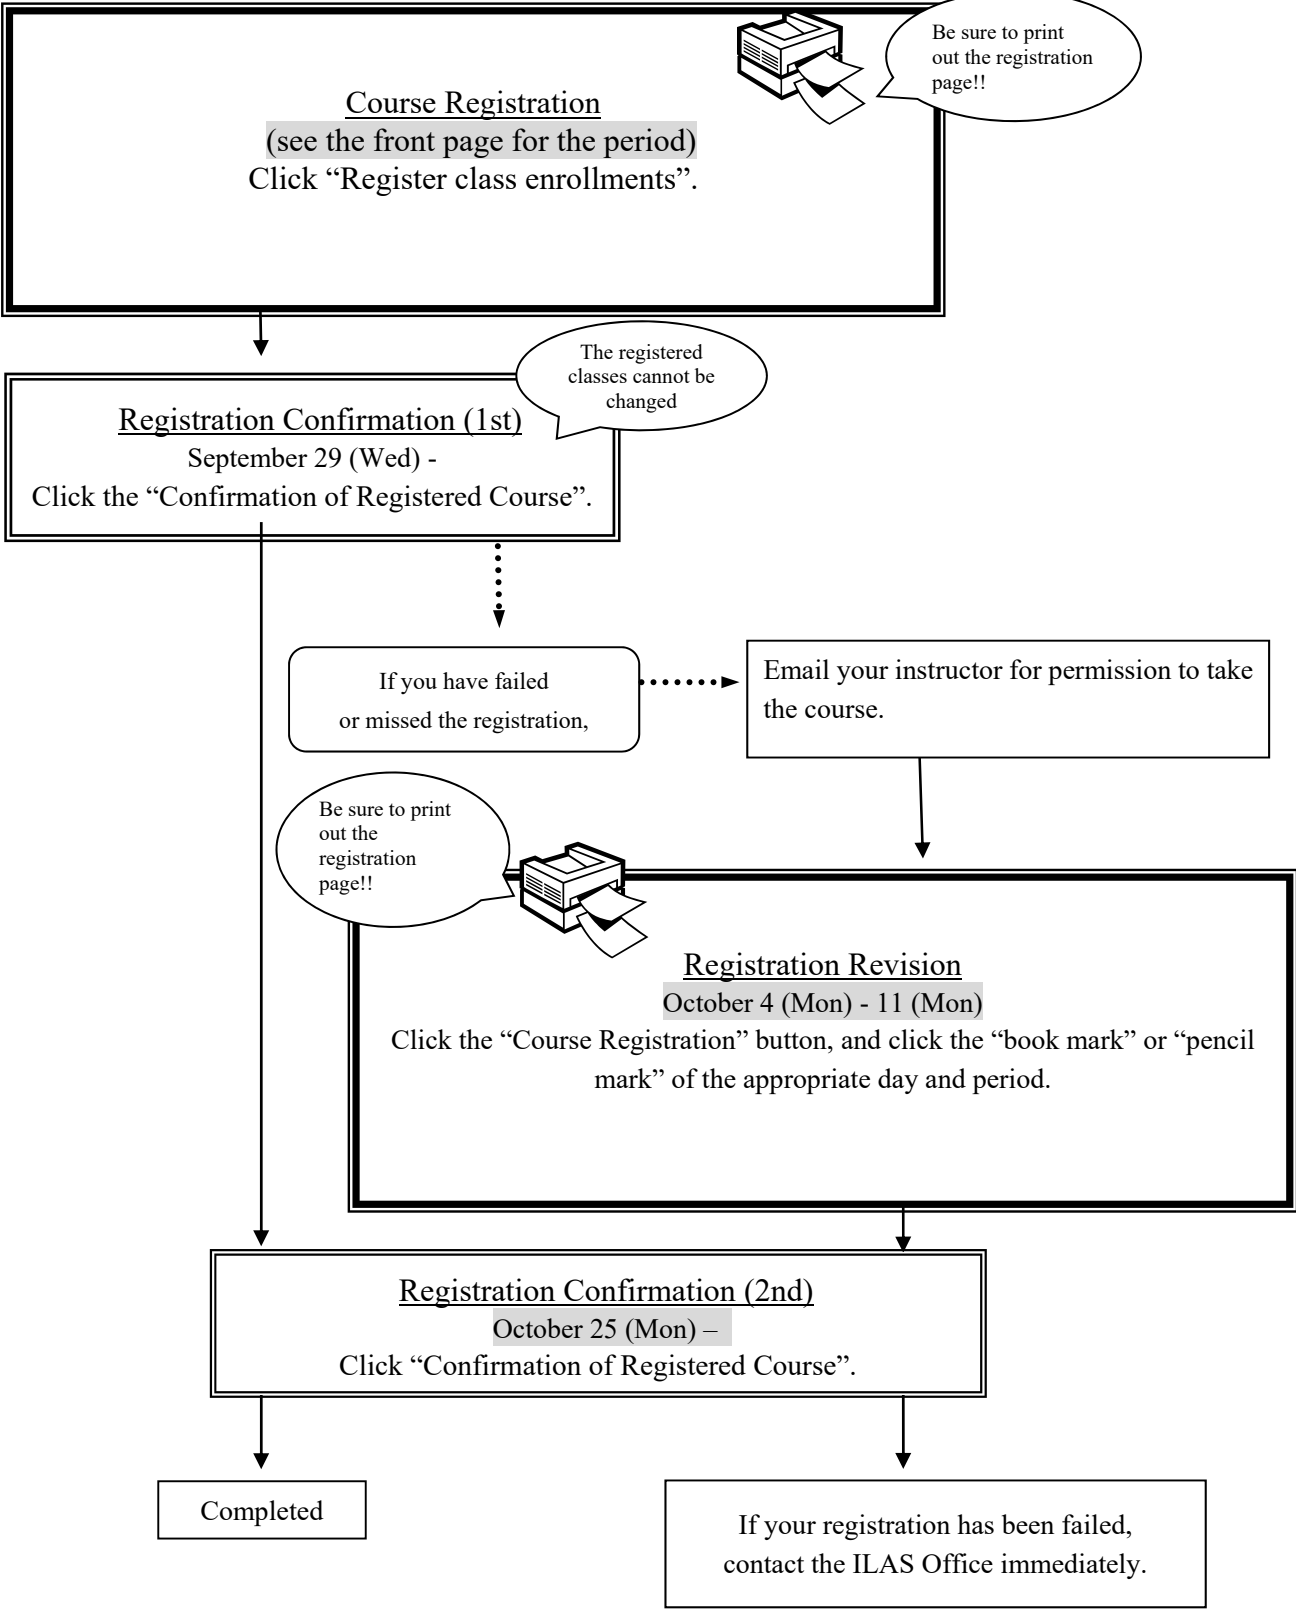 Be sure to print
out the registration
page!!
Course Registration
(see the front page for the period)
Click “Register class enrollments”.
The registered
classes cannot be
changed
Registration Confirmation (1st)
September 29 (Wed) -
Click the “Confirmation of Registered Course”.
If you have failed
or missed the registration,
Email your instructor for permission to take
the course.
Be sure to print
out the
registration
page!!
Registration Revision
October 4 (Mon) - 11 (Mon)
Click the “Course Registration” button, and click the “book mark” or “pencil
mark” of the appropriate day and period.
Registration Confirmation (2nd)
October 25 (Mon) –
Click “Confirmation of Registered Course”.
Completed
If your registration has been failed,
contact the ILAS Office immediately.